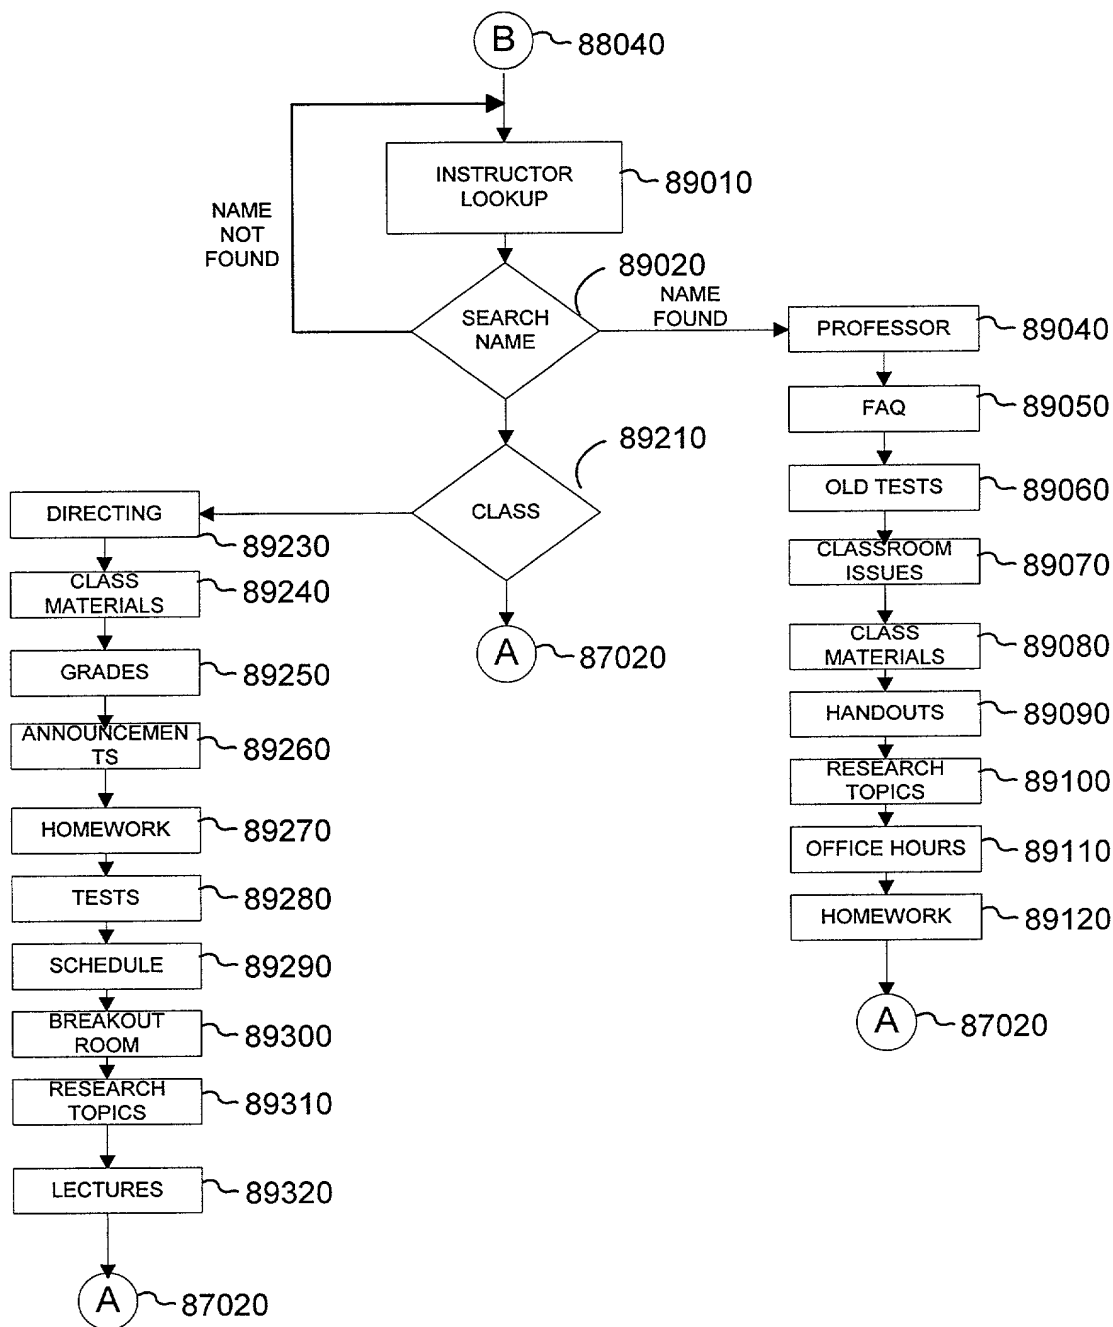 B
88040
INSTRUCTOR
LOOKUP
89010
NAME
NOT
FOUND
89020
SEARCH
NAME
NAME
FOUND
PROFESSOR
89040
FAQ
89050
89210
CLASS
OLD TESTS
89060
DIRECTING
89230
CLASSROOM
ISSUES
89070
CLASS
MATERIALS
89240
A
87020
CLASS
MATERIALS
89080
GRADES
89250
HANDOUTS
89090
ANNOUNCEMEN
TS
89260
RESEARCH
TOPICS
89100
HOMEWORK
89270
OFFICE HOURS
89110
TESTS
89280
HOMEWORK
89120
SCHEDULE
89290
BREAKOUT
ROOM
89300
A
87020
RESEARCH
TOPICS
89310
LECTURES
89320
A
87020